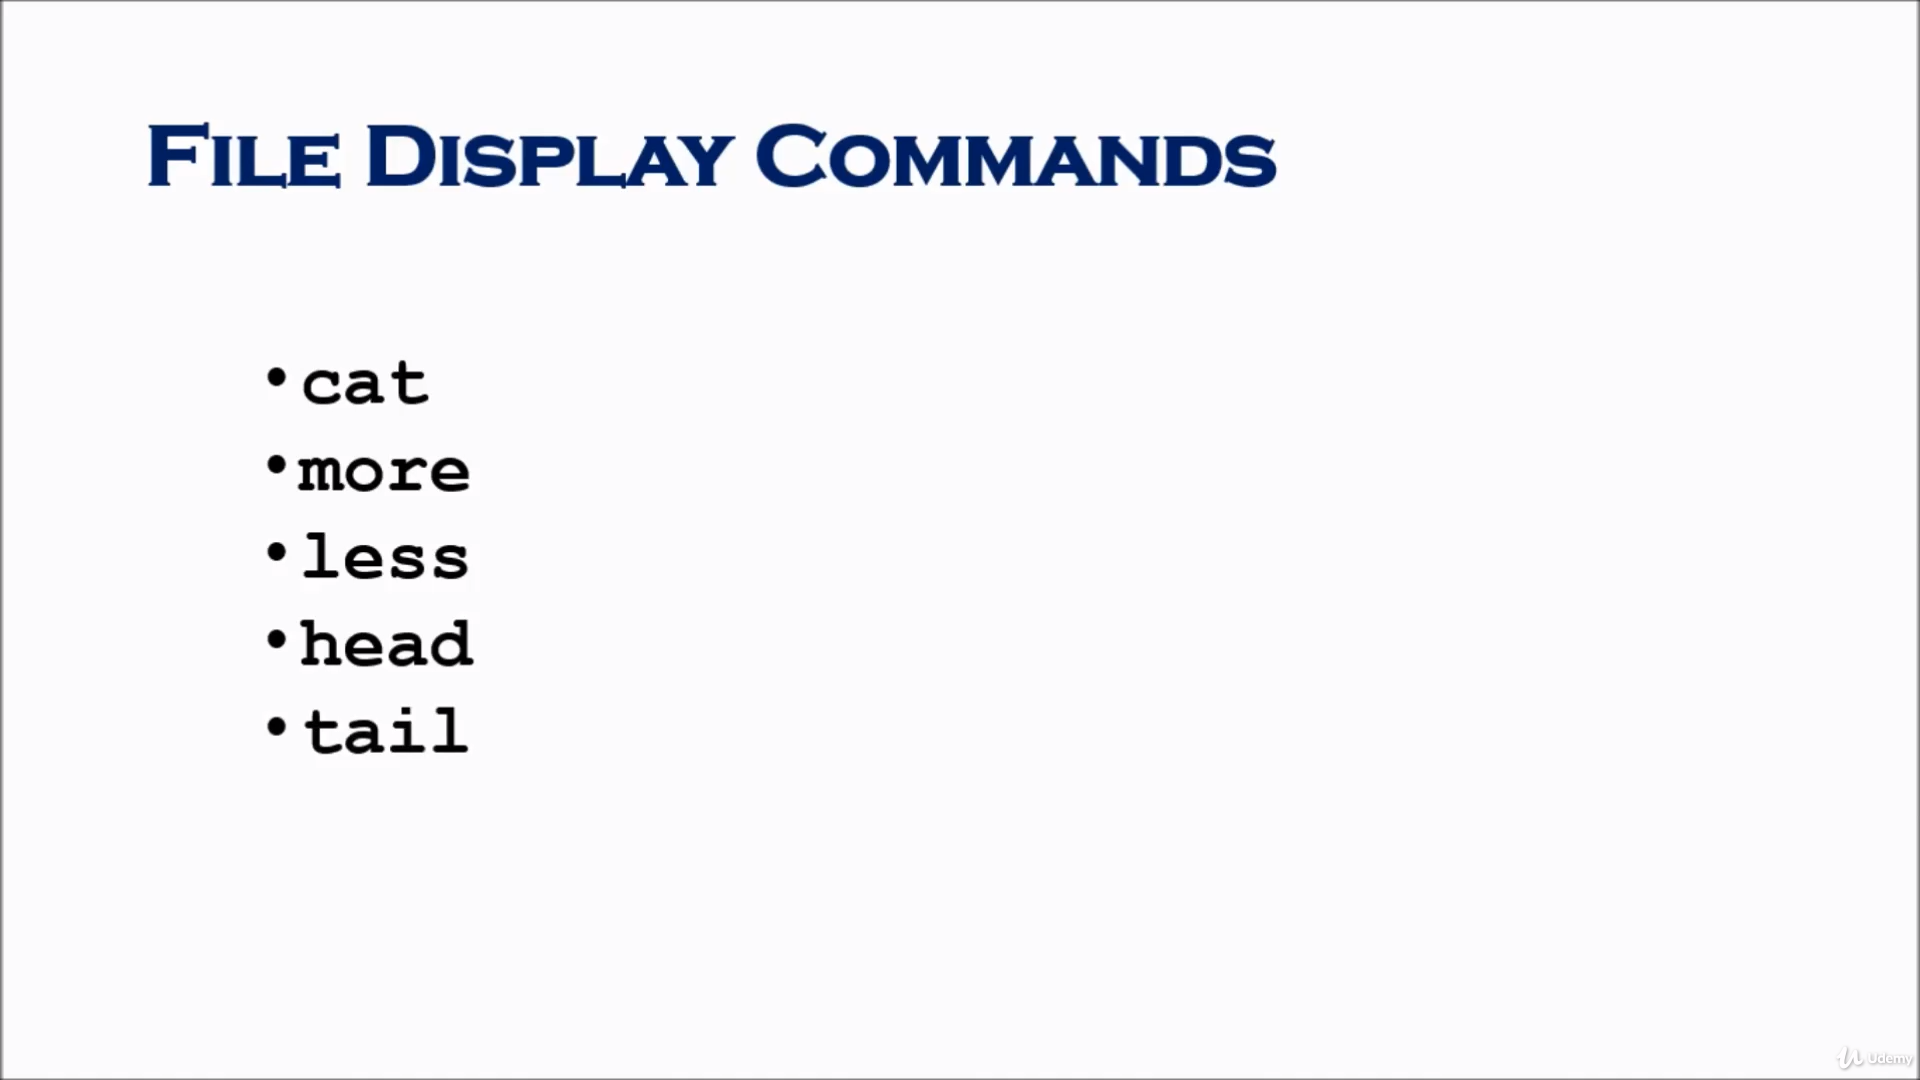 File Display Commands
•cat
•more
•less
•head
•tail
Udemy